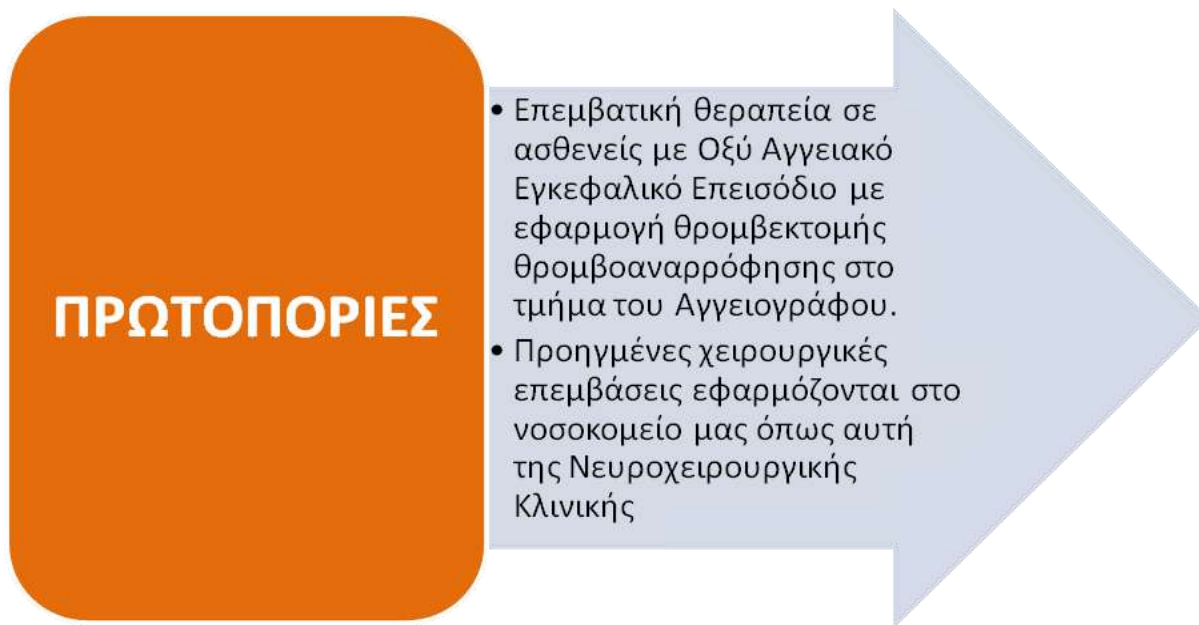 ΠΡΩΤΟΠΟΡΙΕΣ
• Επεμβατική θεραπεία σε
ασθενείς με Οξύ Αγγειακό
Εγκεφαλικό Επεισόδιο με
εφαρμογή θρομβεκτομής
θρομβοαναρρόφησης στο
τμήμα του Αγγειογράφου.
• Προηγμένες χειρουργικές
επεμβάσεις εφαρμόζονται στο
νοσοκομείο μας όπως αυτή
της Νευροχειρουργικής
Κλινικής